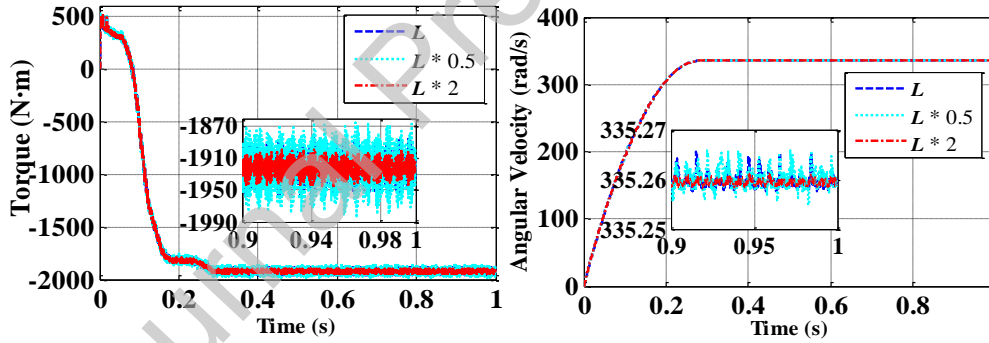 500
0
-500
-1000
-1500
-2000
Torque (N·m)
0 0.2 0.4 0.6 0.8 1
Time (s)
L
L * 0.5
L * 2
-1870
-1910
-1950
-1990
0.9 0.94 0.98 1
400
300
200
100
0
Angular Velocity (rad/s)
0 0.2 0.4 0.6 0.8
Time (s)
L
L * 0.5
L * 2
335.27
335.26
335.25
0.9 0.95 1
urnal Pre